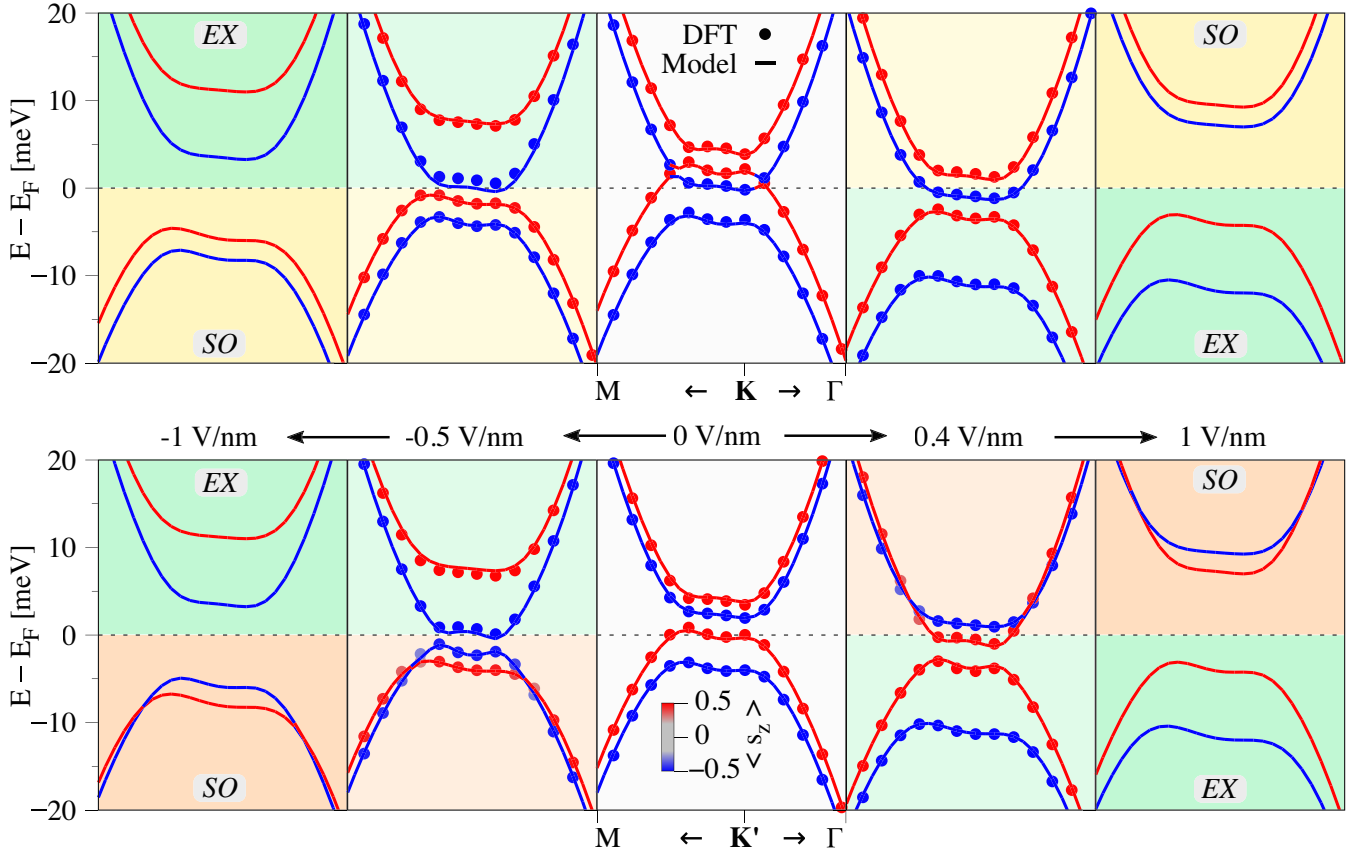 EX
DFT
Model
SO
20
10
0
−10
−20
E − E_F [meV]
SO
EX
M ← K → Γ
-1 V/nm -0.5 V/nm 0 V/nm 0.4 V/nm 1 V/nm
EX
SO
20
10
0
−10
−20
E − E_F [meV]
0.5
0
−0.5
< s_z >
SO
EX
M ← K' → Γ